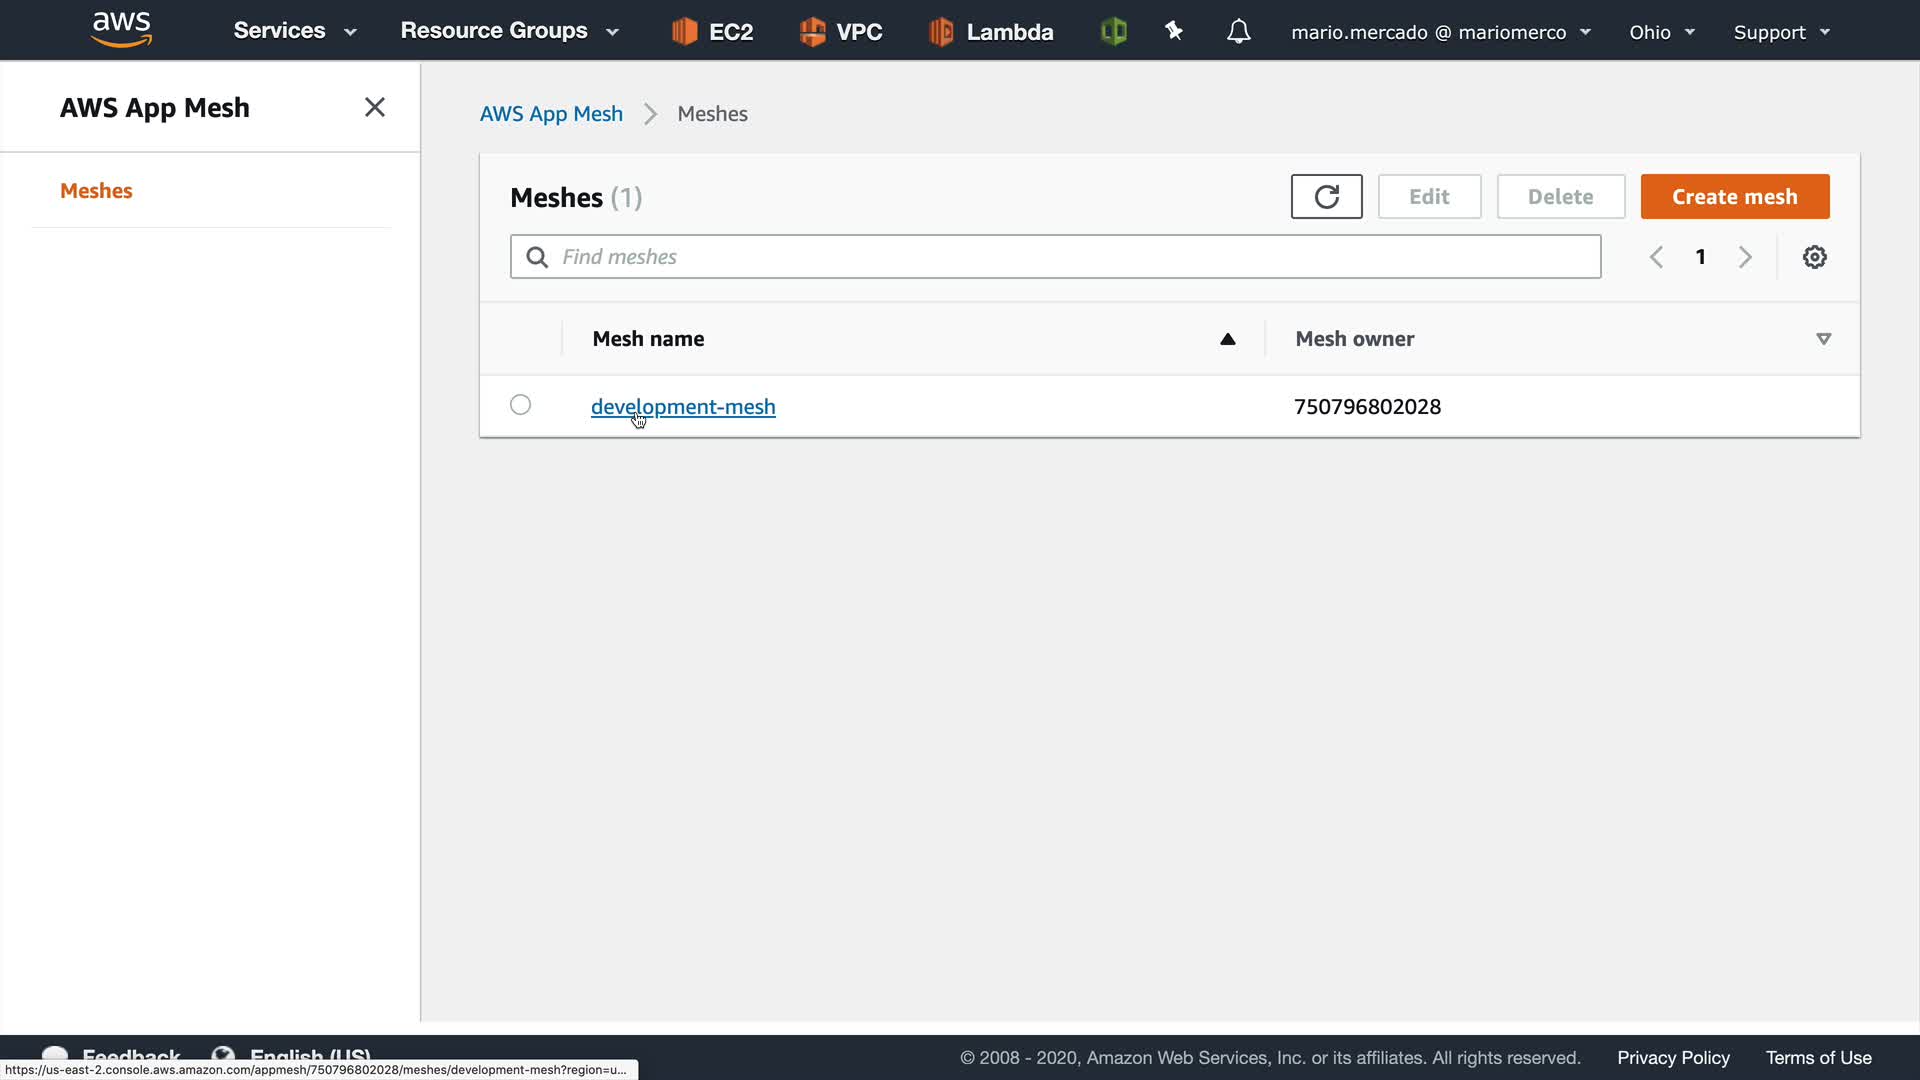 aws Services Resource Groups EC2 VPC Lambda mario.mercado @ mariomerco Ohio Support
AWS App Mesh
Meshes
AWS App Mesh Meshes
Meshes (1) Edit Delete Create mesh
Find meshes 1
Mesh name Mesh owner
development-mesh 750796802028
Feedback English (US) © 2008 - 2020, Amazon Web Services, Inc. or its affiliates. All rights reserved. Privacy Policy Terms of Use
https://us-east-2.console.aws.amazon.com/appmesh/750796802028/meshes/development-mesh?region=u...